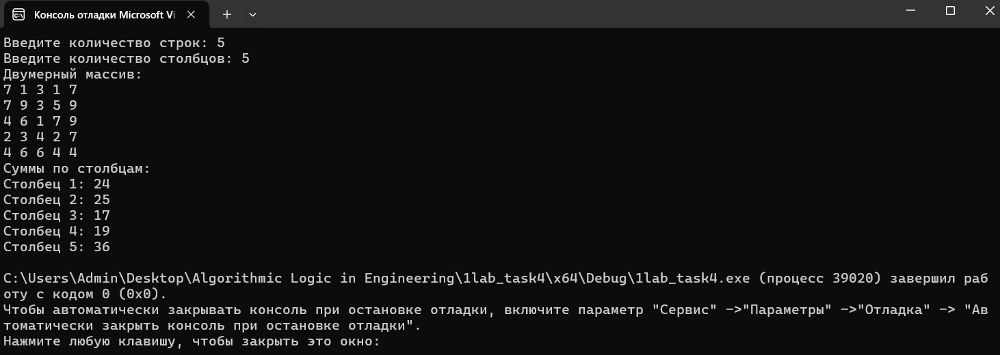 Консоль отладки Microsoft Vi
Введите количество строк: 5
Введите количество столбцов: 5
Двумерный массив:
7 1 3 1 7
7 9 3 5 9
4 6 1 7 9
2 3 4 2 7
4 6 6 4 4
Суммы по столбцам:
Столбец 1: 24
Столбец 2: 25
Столбец 3: 17
Столбец 4: 19
Столбец 5: 36
C:\Users\Admin\Desktop\Algorithmic Logic in Engineering\1lab_task4\x64\Debug\1lab_task4.exe (процесс 39020) завершил раб
оту с кодом 0 (0x0).
Чтобы автоматически закрывать консоль при остановке отладки, включите параметр "Сервис" ->"Параметры" ->"Отладка" -> "Ав
томатически закрыть консоль при остановке отладки".
Нажмите любую клавишу, чтобы закрыть это окно: